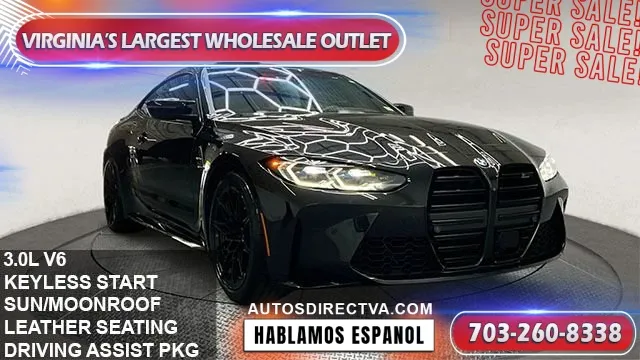 VIRGINIA'S LARGEST WHOLESALE OUTLET
SUPER SALE!
SUPER SALE!
SUPER SALE!
3.0L V6
KEYLESS START
SUN/MOONROOF
LEATHER SEATING
DRIVING ASSIST PKG
AUTOSDIRECTVA.COM
HABLAMOS ESPANOL
703-260-8338